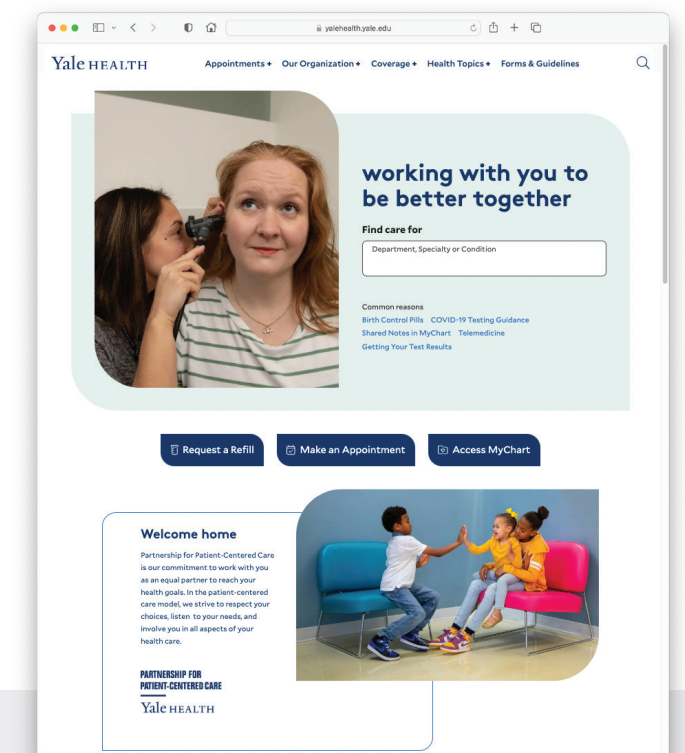 yalehealth.yale.edu
Yale HEALTH
Appointments + Our Organization + Coverage + Health Topics + Forms & Guidelines
working with you to
be better together
Find care for
Department, Specialty or Condition
Common reasons
Birth Control Pills COVID-19 Testing Guidance
Shared Notes in MyChart Telemedicine
Getting Your Test Results
Request a Refill
Make an Appointment
Access MyChart
Welcome home
Partnership for Patient-Centered Care
is our commitment to work with you
as an equal partner to reach your
health goals. In the patient-centered
care model, we strive to respect your
choices, listen to your needs, and
involve you in all aspects of your
health care.
PARTNERSHIP FOR
PATIENT-CENTERED CARE
Yale HEALTH